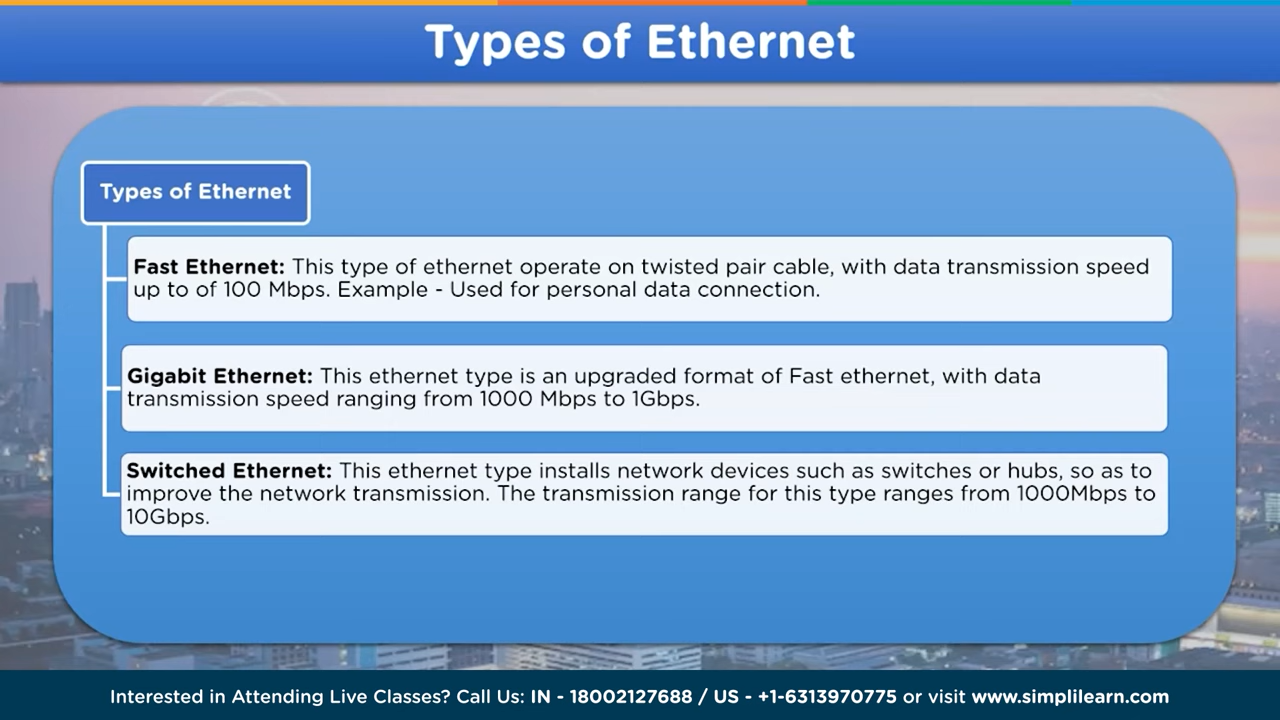 Types of Ethernet
Types of Ethernet
Fast Ethernet: This type of ethernet operate on twisted pair cable, with data transmission speed
up to of 100 Mbps. Example - Used for personal data connection.
Gigabit Ethernet: This ethernet type is an upgraded format of Fast ethernet, with data
transmission speed ranging from 1000 Mbps to 1Gbps.
Switched Ethernet: This ethernet type installs network devices such as switches or hubs, so as to
improve the network transmission. The transmission range for this type ranges from 1000Mbps to
10Gbps.
Interested in Attending Live Classes? Call Us: IN - 18002127688 / US - +1-6313970775 or visit www.simplilearn.com